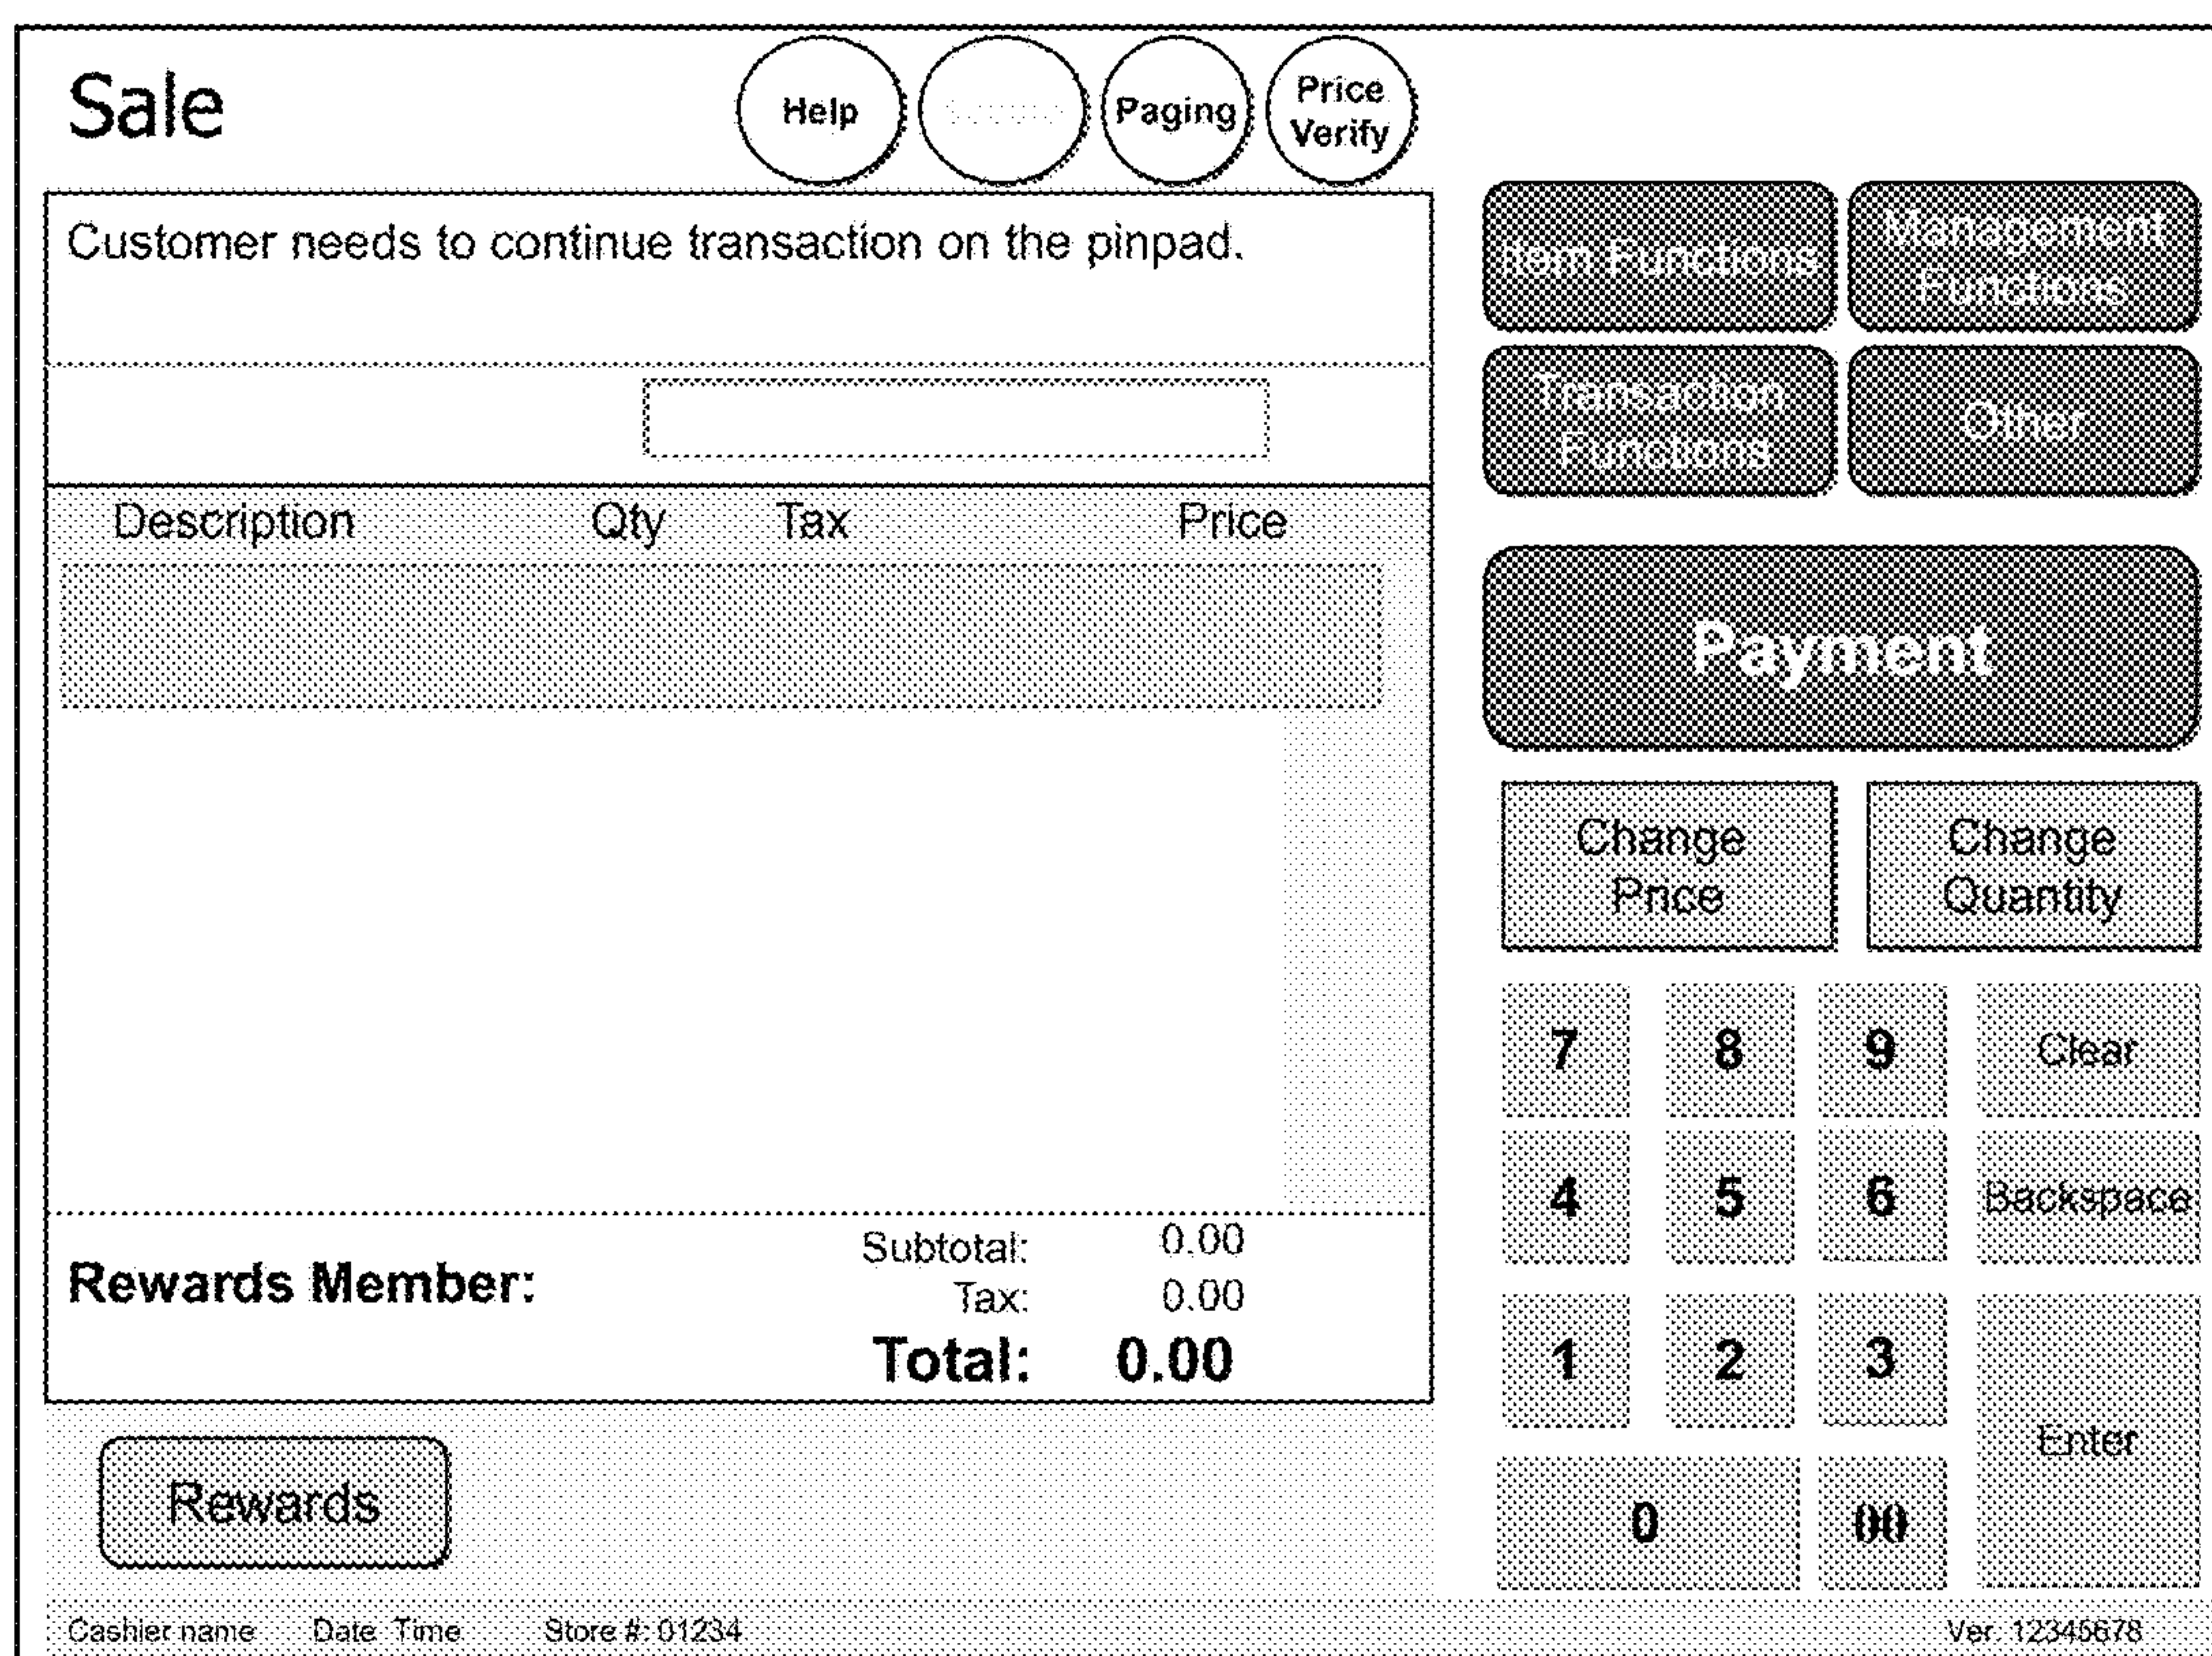 Sale
Help
Paging
Price
Verify
Customer needs to continue transaction on the pinpad.
Item Functions
Management
Functions
Transaction
Functions
Other
Description Qty Tax Price
Payment
Change
Price
Change
Quantity
7 8 9 Clear
4 5 6 Backspace
1 2 3
Enter
0 00
Subtotal: 0.00
Rewards Member:
Tax: 0.00
Total: 0.00
Rewards
Cashier name Date Time Store #: 01234 Ver. 12345678